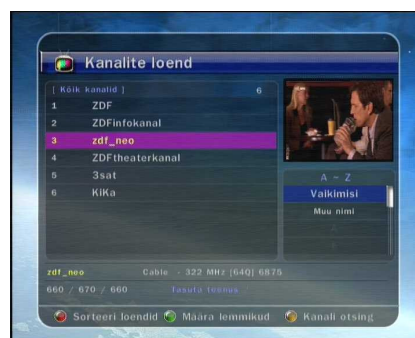 Kanalite loend
[ Kõik kanalid ] 6
1 ZDF
2 ZDFinfokanal
3 zdf_neo
4 ZDFtheaterkanal
5 3sat
6 KiKa
A - Z
Vaikimisi
Muu nimi
zdf_neo Cable - 322 MHz [64Q] 6875
660 / 670 / 660 Tasuta teenus
Sorteeri loendid Määra lemmikud Kanali otsing